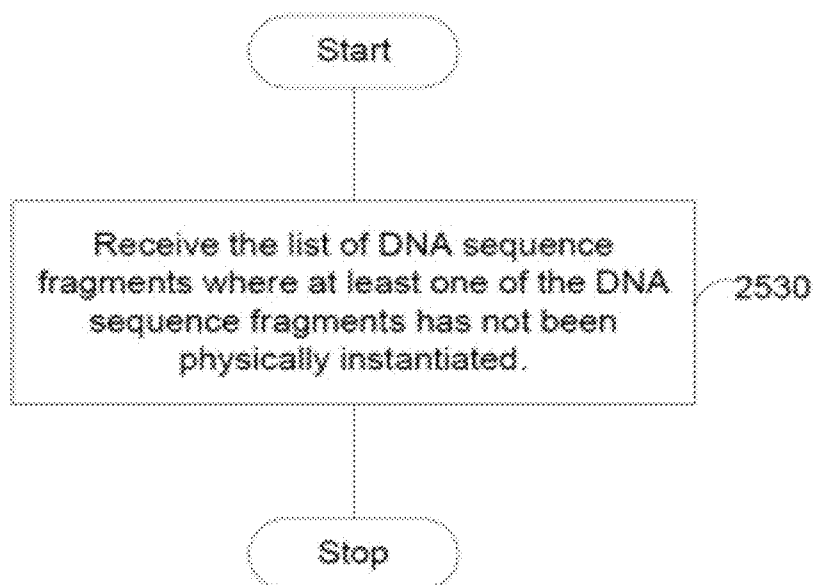 Start
Receive the list of DNA sequence
fragments where at least one of the DNA
sequence fragments has not been
physically instantiated.
2530
Stop